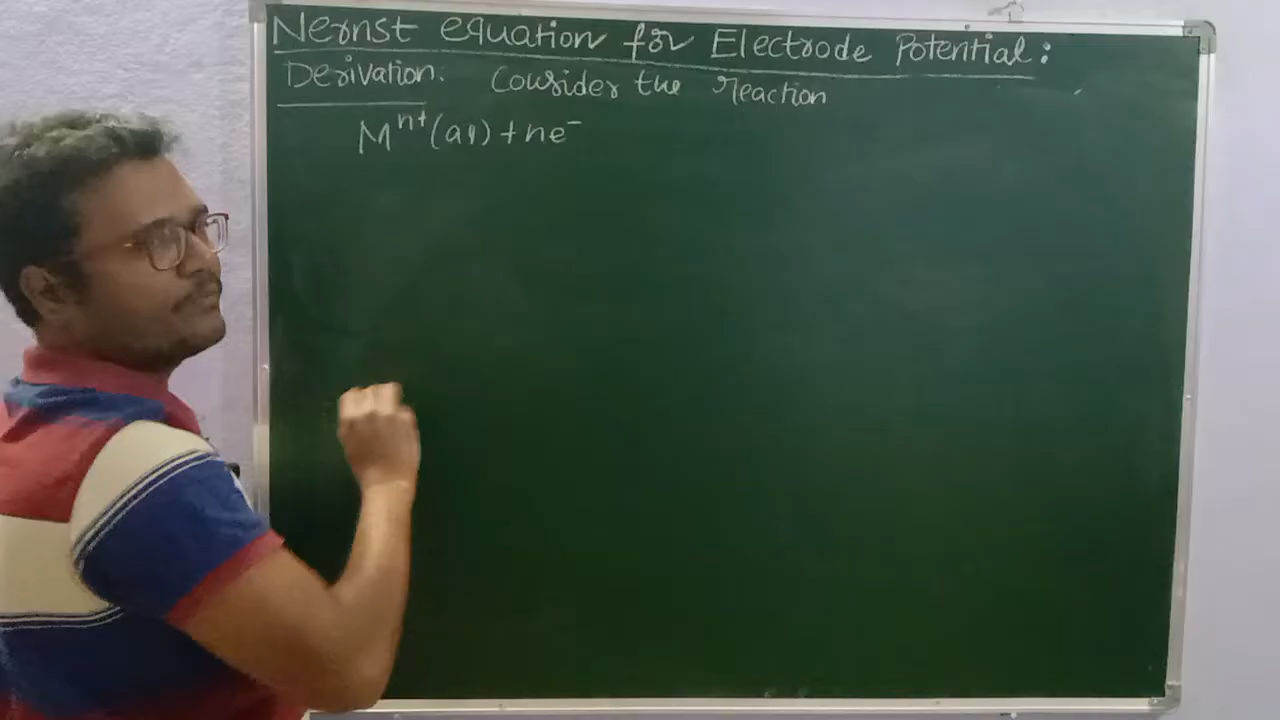 Nernst equation for Electrode Potential:
Derivation: Consider the reaction
Mⁿ⁺(aq) + ne⁻